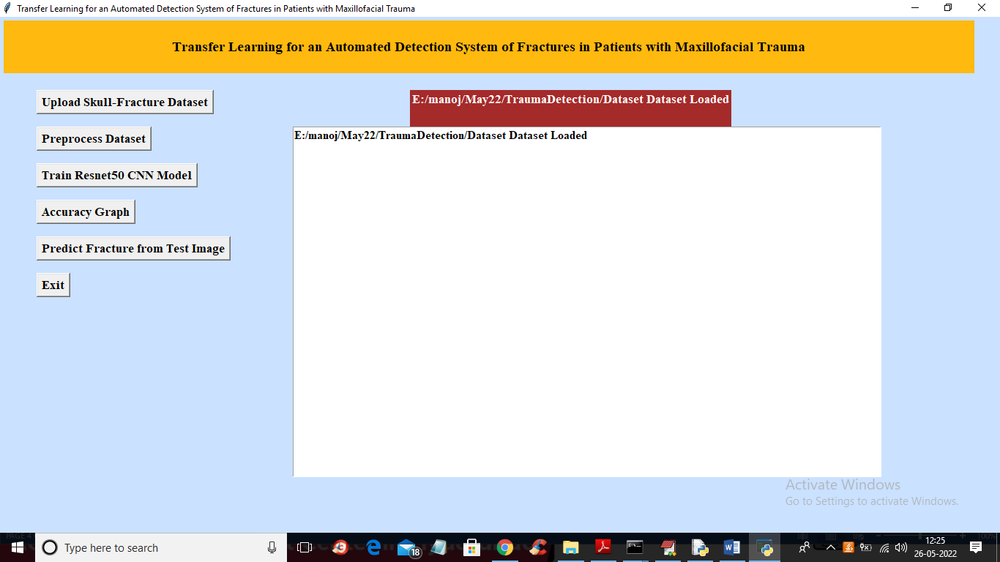 Transfer Learning for an Automated Detection System of Fractures in Patients with Maxillofacial Trauma
Transfer Learning for an Automated Detection System of Fractures in Patients with Maxillofacial Trauma
Upload Skull-Fracture Dataset
E:/manoj/May22/TraumaDetection/Dataset Dataset Loaded
Preprocess Dataset
E:/manoj/May22/TraumaDetection/Dataset Dataset Loaded
Train Resnet50 CNN Model
Accuracy Graph
Predict Fracture from Test Image
Exit
Activate Windows
Go to Settings to activate Windows.
Type here to search
18
12:25
26-05-2022